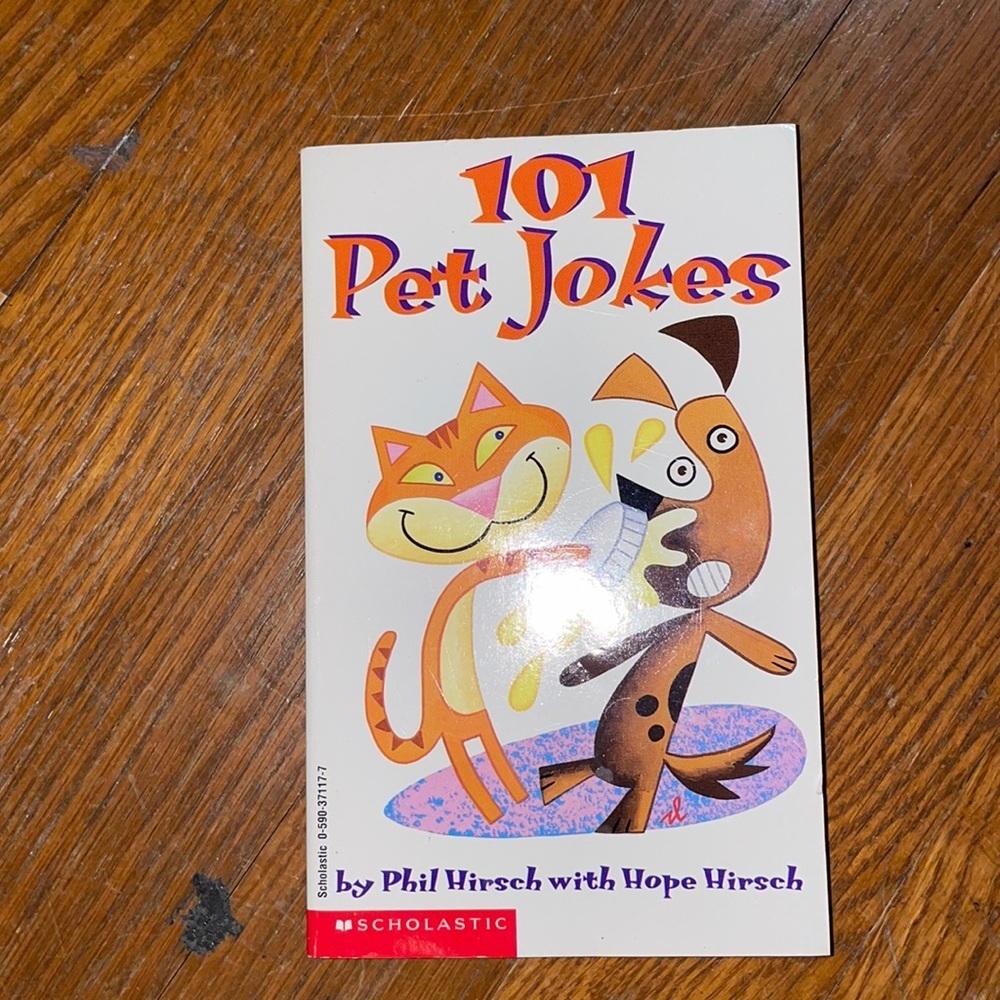 101
Pet Jokes
Scholastic 0-590-37117-7
by Phil Hirsch with Hope Hirsch
SCHOLASTIC